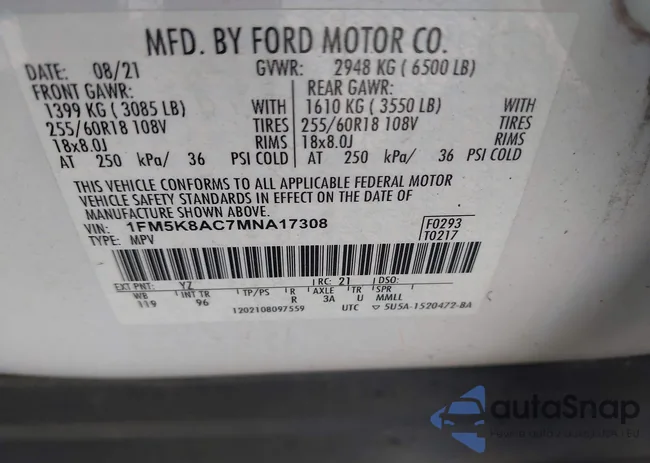 MFD. BY FORD MOTOR CO.
DATE: 08/21 GVWR: 2948 KG ( 6500 LB)
FRONT GAWR: REAR GAWR:
1399 KG ( 3085 LB) WITH 1610 KG ( 3550 LB) WITH
255/60R18 108V TIRES 255/60R18 108V TIRES
18x8.0J RIMS 18x8.0J RIMS
AT 250 kPa/ 36 PSI COLD AT 250 kPa/ 36 PSI COLD
THIS VEHICLE CONFORMS TO ALL APPLICABLE FEDERAL MOTOR
VEHICLE SAFETY STANDARDS IN EFFECT ON THE DATE OF
MANUFACTURE SHOWN ABOVE.
VIN: 1FM5K8AC7MNA17308 F0293
TYPE: MPV T0217
EXT PNT: YZ RC: 21 DSO:
WB INT TR TP/PS R AXLE TR SPR
119 96 R 3A U MMLL
1202108097559 UTC 5U5A-1520472-BA
autoSnap